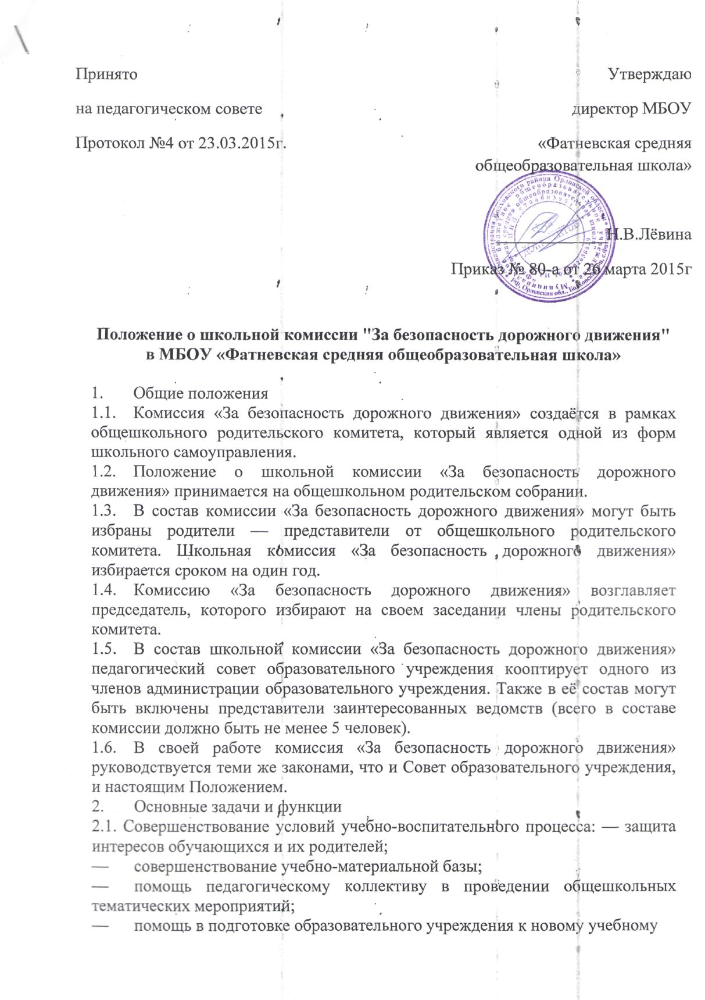 Принято Утверждаю
на педагогическом совете директор МБОУ
Протокол №4 от 23.03.2015г. «Фатневская средняя
общеобразовательная школа»
Н.В.Лёвина
Приказ № 80-а от 26 марта 2015г
Положение о школьной комиссии "За безопасность дорожного движения"
в МБОУ «Фатневская средняя общеобразовательная школа»
1. Общие положения
1.1. Комиссия «За безопасность дорожного движения» создаётся в рамках
общешкольного родительского комитета, который является одной из форм
школьного самоуправления.
1.2. Положение о школьной комиссии «За безопасность дорожного
движения» принимается на общешкольном родительском собрании.
1.3. В состав комиссии «За безопасность дорожного движения» могут быть
избраны родители — представители от общешкольного родительского
комитета. Школьная комиссия «За безопасность дорожного движения»
избирается сроком на один год.
1.4. Комиссию «За безопасность дорожного движения» возглавляет
председатель, которого избирают на своем заседании члены родительского
комитета.
1.5. В состав школьной комиссии «За безопасность дорожного движения»
педагогический совет образовательного учреждения кооптирует одного из
членов администрации образовательного учреждения. Также в её состав могут
быть включены представители заинтересованных ведомств (всего в составе
комиссии должно быть не менее 5 человек).
1.6. В своей работе комиссия «За безопасность дорожного движения»
руководствуется теми же законами, что и Совет образовательного учреждения,
и настоящим Положением.
2. Основные задачи и функции
2.1. Совершенствование условий учебно-воспитательного процесса: — защита
интересов обучающихся и их родителей;
— совершенствование учебно-материальной базы;
— помощь педагогическому коллективу в проведении общешкольных
тематических мероприятий;
— помощь в подготовке образовательного учреждения к новому учебному